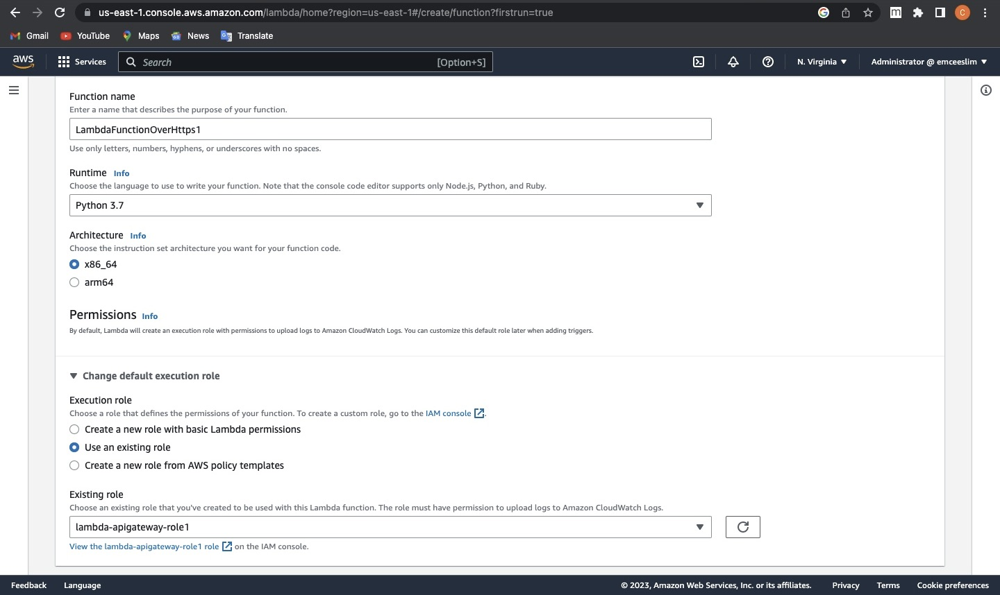 us-east-1.console.aws.amazon.com/lambda/home?region=us-east-1#/create/function?firstrun=true
G m C
Gmail YouTube Maps News Translate
aws Services Search [Option+S] N. Virginia ▼ Administrator @ emceeslim ▼
Function name
Enter a name that describes the purpose of your function.
LambdaFunctionOverHttps1
Use only letters, numbers, hyphens, or underscores with no spaces.
Runtime Info
Choose the language to use to write your function. Note that the console code editor supports only Node.js, Python, and Ruby.
Python 3.7
Architecture Info
Choose the instruction set architecture you want for your function code.
x86_64
arm64
Permissions Info
By default, Lambda will create an execution role with permissions to upload logs to Amazon CloudWatch Logs. You can customize this default role later when adding triggers.
Change default execution role
Execution role
Choose a role that defines the permissions of your function. To create a custom role, go to the IAM console.
Create a new role with basic Lambda permissions
Use an existing role
Create a new role from AWS policy templates
Existing role
Choose an existing role that you've created to be used with this Lambda function. The role must have permission to upload logs to Amazon CloudWatch Logs.
lambda-apigateway-role1
View the lambda-apigateway-role1 role on the IAM console.
Feedback Language © 2023, Amazon Web Services, Inc. or its affiliates. Privacy Terms Cookie preferences